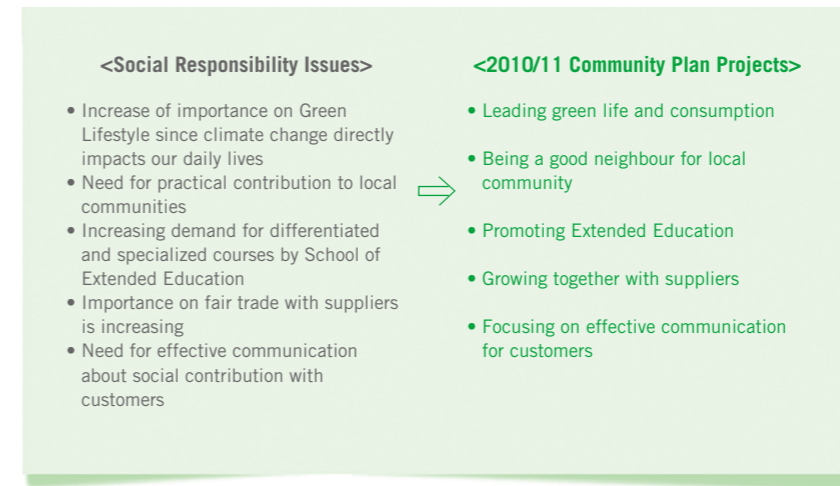 <Social Responsibility Issues>
• Increase of importance on Green
Lifestyle since climate change directly
impacts our daily lives
• Need for practical contribution to local
communities
• Increasing demand for differentiated
and specialized courses by School of
Extended Education
• Importance on fair trade with suppliers
is increasing
• Need for effective communication
about social contribution with
customers
<2010/11 Community Plan Projects>
• Leading green life and consumption
• Being a good neighbour for local
community
• Promoting Extended Education
• Growing together with suppliers
• Focusing on effective communication
for customers